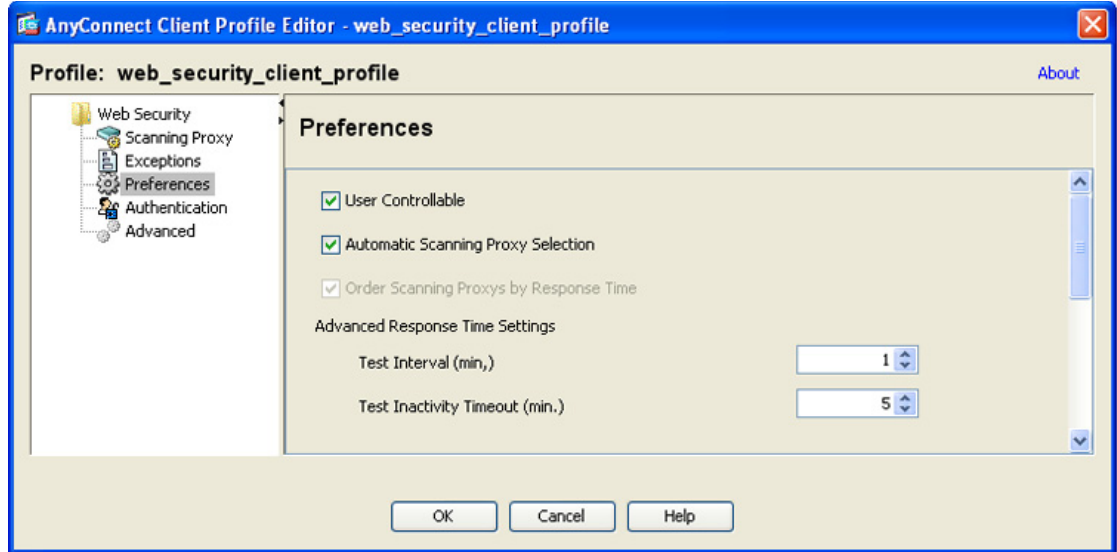 AnyConnect Client Profile Editor - web_security_client_profile
Profile: web_security_client_profile
About
Web Security
Scanning Proxy
Exceptions
Preferences
Authentication
Advanced
Preferences
User Controllable
Automatic Scanning Proxy Selection
Order Scanning Proxys by Response Time
Advanced Response Time Settings
Test Interval (min,) 1
Test Inactivity Timeout (min.) 5
OK Cancel Help